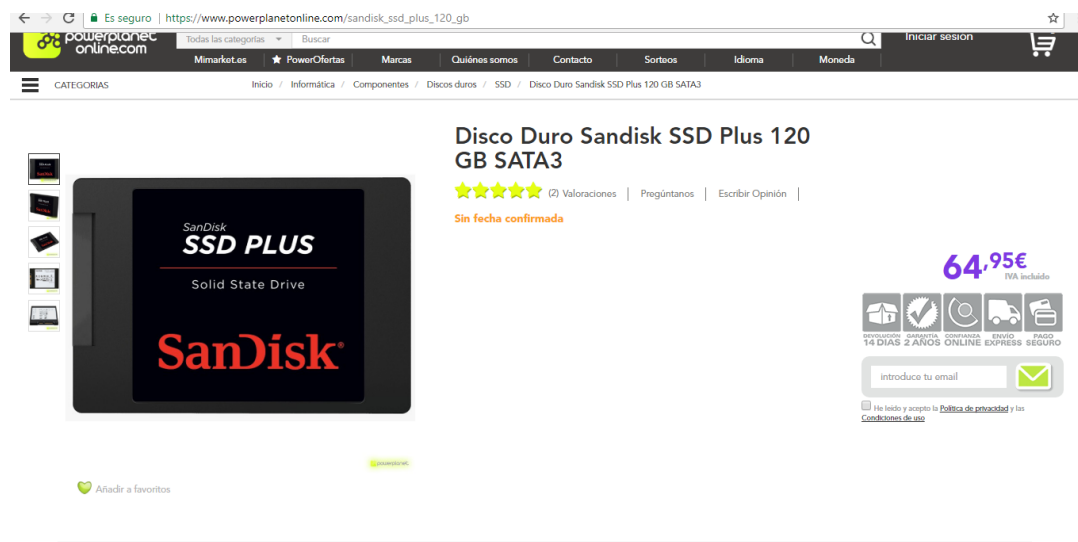 Es seguro | https://www.powerplanetonline.com/sandisk_ssd_plus_120_gb
powerplanet
online.com
Todas las categorías
Buscar
Iniciar sesión
Mimarket.es
PowerOfertas
Marcas
Quiénes somos
Contacto
Sorteos
Idioma
Moneda
CATEGORIAS
Inicio / Informática / Componentes / Discos duros / SSD / Disco Duro Sandisk SSD Plus 120 GB SATA3
Disco Duro Sandisk SSD Plus 120
GB SATA3
(2) Valoraciones | Pregúntanos | Escribir Opinión |
Sin fecha confirmada
SanDisk
SSD PLUS
Solid State Drive
SanDisk
64,95€
IVA incluido
DEVOLUCIÓN
14 DIAS
GARANTÍA
2 AÑOS
CONFIANZA
ONLINE
ENVÍO
EXPRESS
PAGO
SEGURO
introduce tu email
He leído y acepto la Política de privacidad y las
Condiciones de uso
powerplanet.
Añadir a favoritos